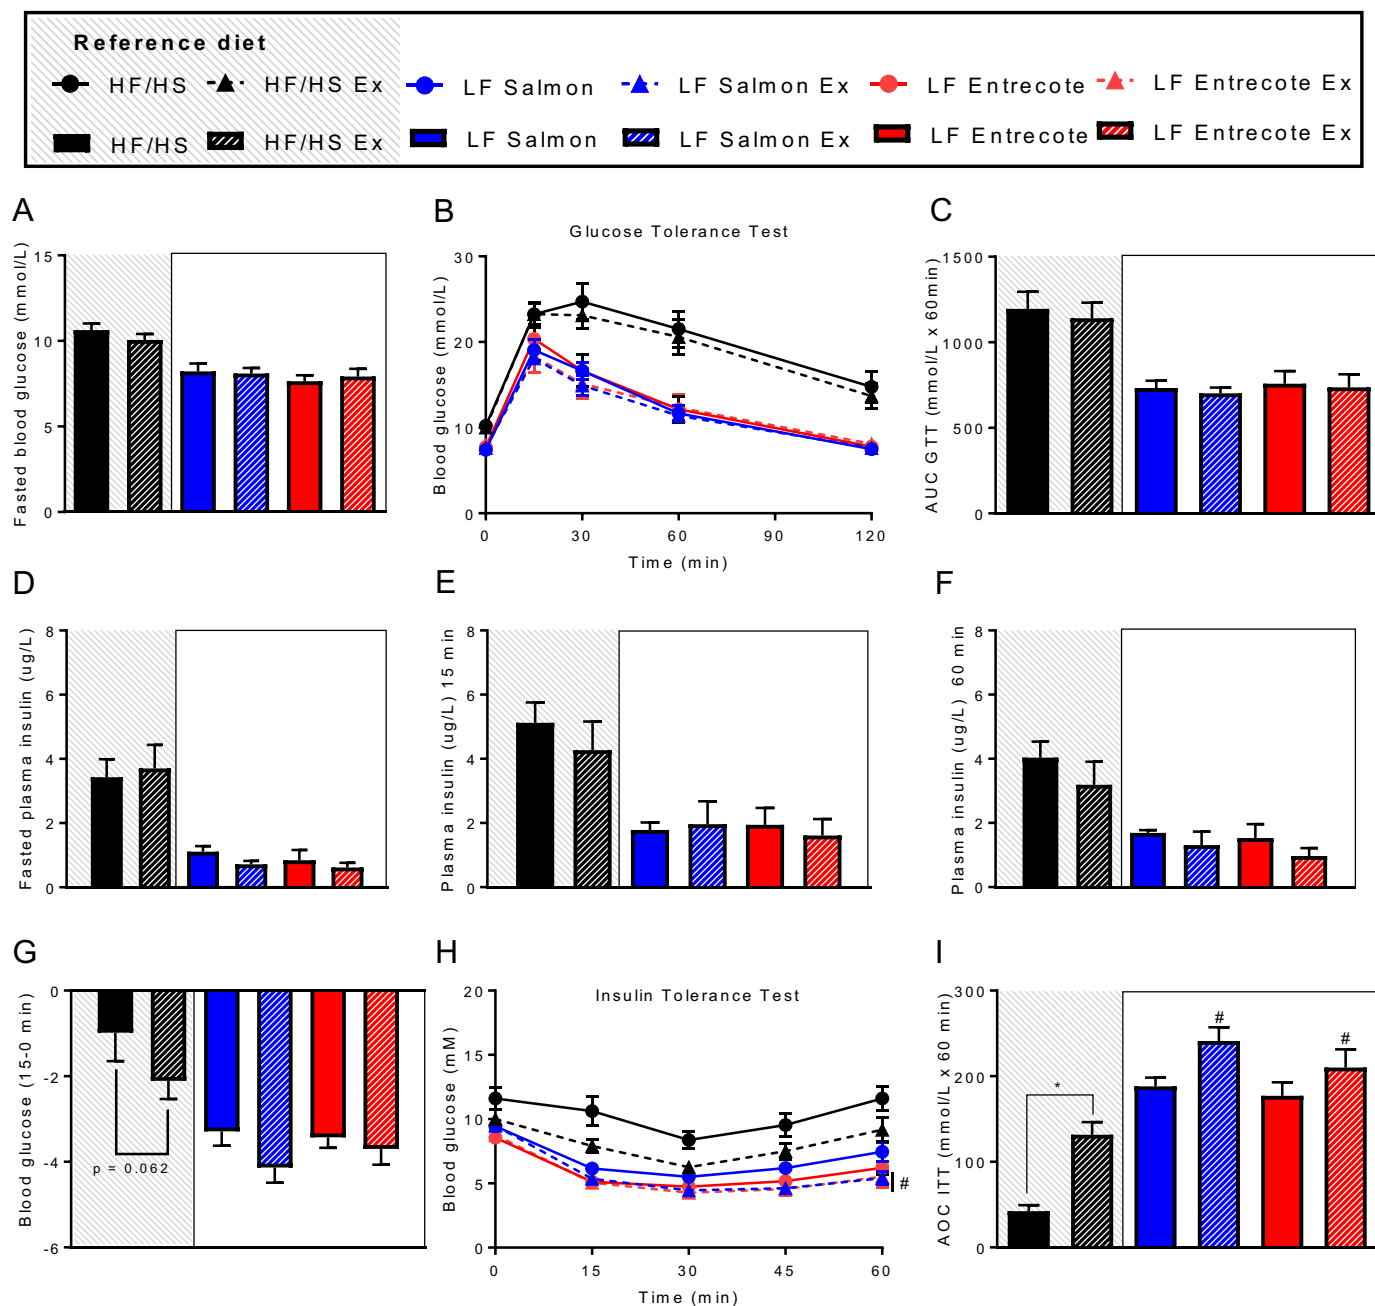 Reference diet
HF/HS HF/HS Ex LF Salmon LF Salmon Ex LF Entrecote LF Entrecote Ex
HF/HS HF/HS Ex LF Salmon LF Salmon Ex LF Entrecote LF Entrecote Ex
A
Fasted blood glucose (mmol/L)
15
10
5
0
B
Glucose Tolerance Test
Blood glucose (mmol/L)
30
20
10
0
0 30 60 90 120
Time (min)
C
AUC GTT (mmol/L x 60min)
1500
1000
500
0
D
Fasted plasma insulin (ug/L)
8
6
4
2
0
E
Plasma insulin (ug/L) 15 min
8
6
4
2
0
F
Plasma insulin (ug/L) 60 min
8
6
4
2
0
G
Blood glucose (15-0 min)
0
-2
-4
-6
p = 0.062
H
Insulin Tolerance Test
Blood glucose (mM)
20
15
10
5
0
#
0 15 30 45 60
Time (min)
I
AOC ITT (mmol/L x 60 min)
300
200
100
0
*
#
#